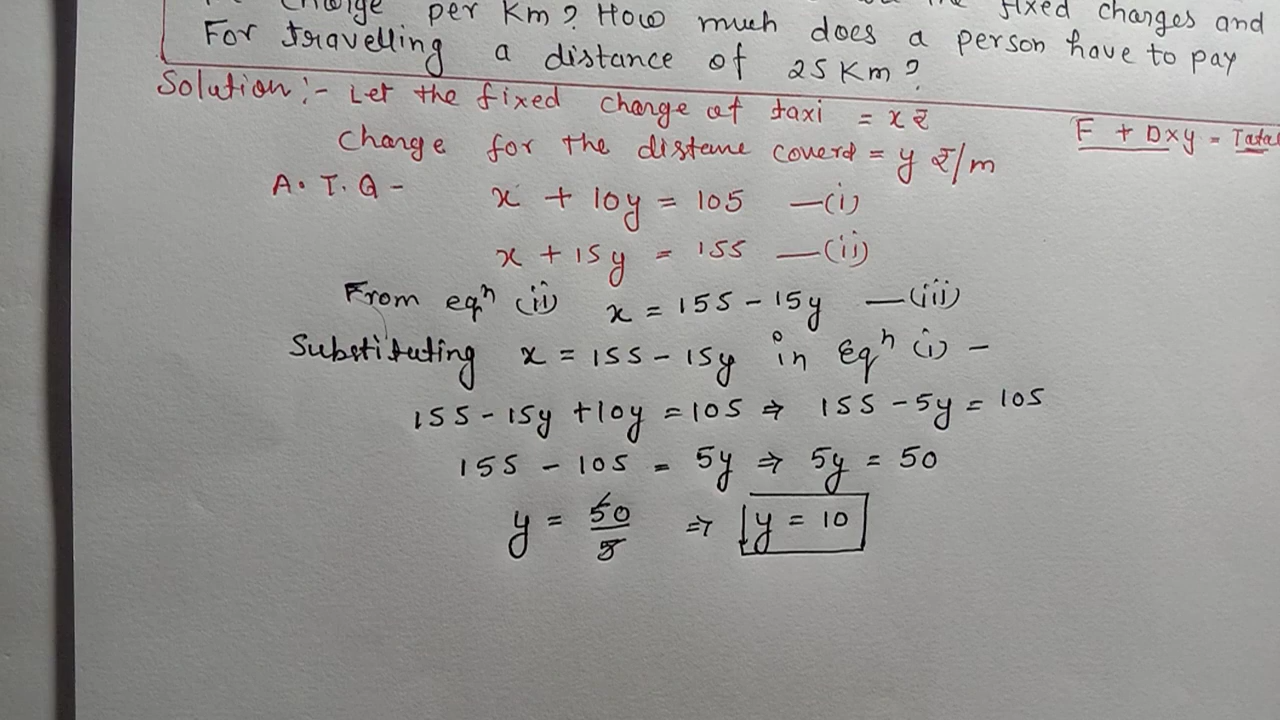 charge per Km? How much does a person have to pay
fixed charges and
For travelling a distance of 25 Km?
Solution :- Let the fixed charge of taxi = x ₹
F + D×y = Total
Charge for the distance coverd = y ₹/m
A.T.Q - x + 10y = 105 —(i)
x + 15y = 155 —(ii)
From eqⁿ (ii) x = 155 - 15y —(iii)
Substituting x = 155 - 15y in Eqⁿ (i) -
155 - 15y + 10y = 105 ⇒ 155 - 5y = 105
155 - 105 = 5y ⇒ 5y = 50
y = 50/5 ⇒ y = 10